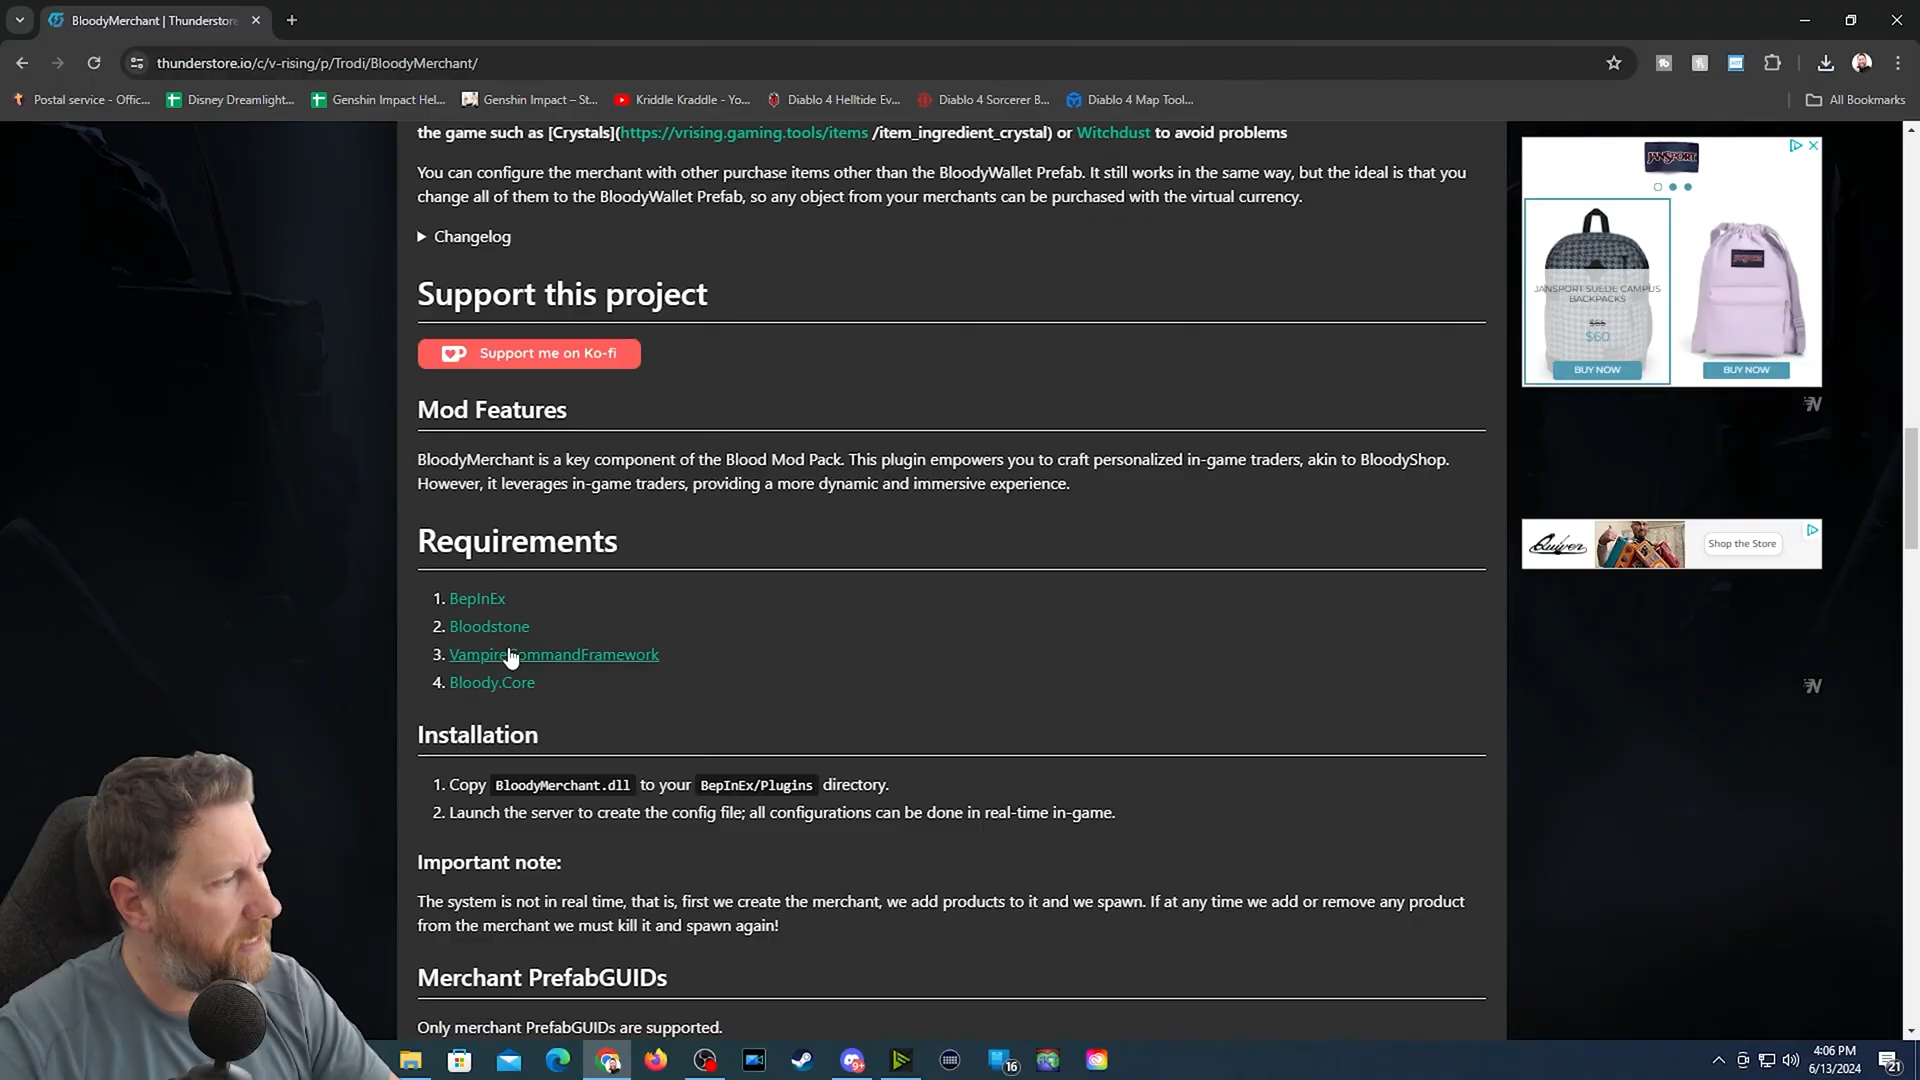 BloodyMerchant | Thunderstore
thunderstore.io/c/v-rising/p/Trodi/BloodyMerchant/
Postal service - Offic...
Disney Dreamlight...
Genshin Impact Hel...
Genshin Impact – St...
Kriddle Kraddle - Yo...
Diablo 4 Helltide Ev...
Diablo 4 Sorcerer B...
Diablo 4 Map Tool...
All Bookmarks
the game such as [Crystals](https://vrising.gaming.tools/items /item_ingredient_crystal) or Witchdust to avoid problems
You can configure the merchant with other purchase items other than the BloodyWallet Prefab. It still works in the same way, but the ideal is that you
change all of them to the BloodyWallet Prefab, so any object from your merchants can be purchased with the virtual currency.
Changelog
Support this project
Support me on Ko-fi
Mod Features
BloodyMerchant is a key component of the Blood Mod Pack. This plugin empowers you to craft personalized in-game traders, akin to BloodyShop.
However, it leverages in-game traders, providing a more dynamic and immersive experience.
Requirements
1. BepInEx
2. Bloodstone
3. VampireCommandFramework
4. Bloody.Core
Installation
1. Copy BloodyMerchant.dll to your BepInEx/Plugins directory.
2. Launch the server to create the config file; all configurations can be done in real-time in-game.
Important note:
The system is not in real time, that is, first we create the merchant, we add products to it and we spawn. If at any time we add or remove any product
from the merchant we must kill it and spawn again!
Merchant PrefabGUIDs
Only merchant PrefabGUIDs are supported.
JANSPORT
JANSPORT SUEDE CAMPUS
BACKPACKS
$65
$60
BUY NOW
BUY NOW
Quiver
Shop the Store
9+
16
4:06 PM
6/13/2024
21